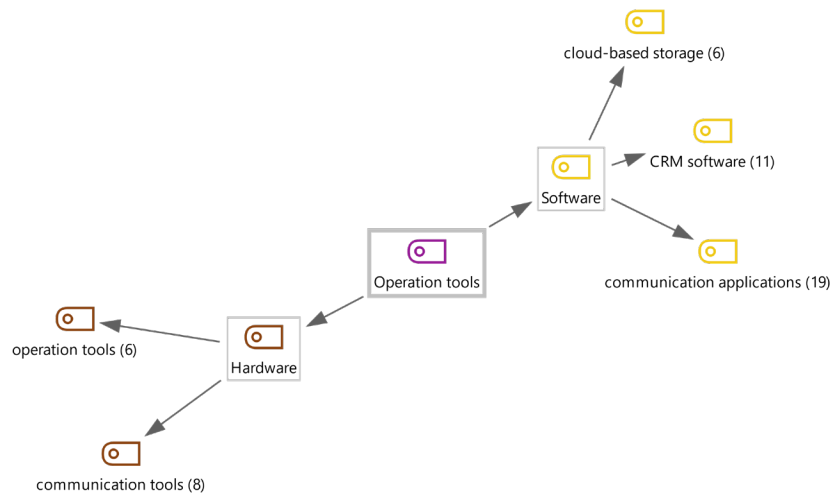 cloud-based storage (6)
CRM software (11)
Software
Operation tools
communication applications (19)
operation tools (6)
Hardware
communication tools (8)